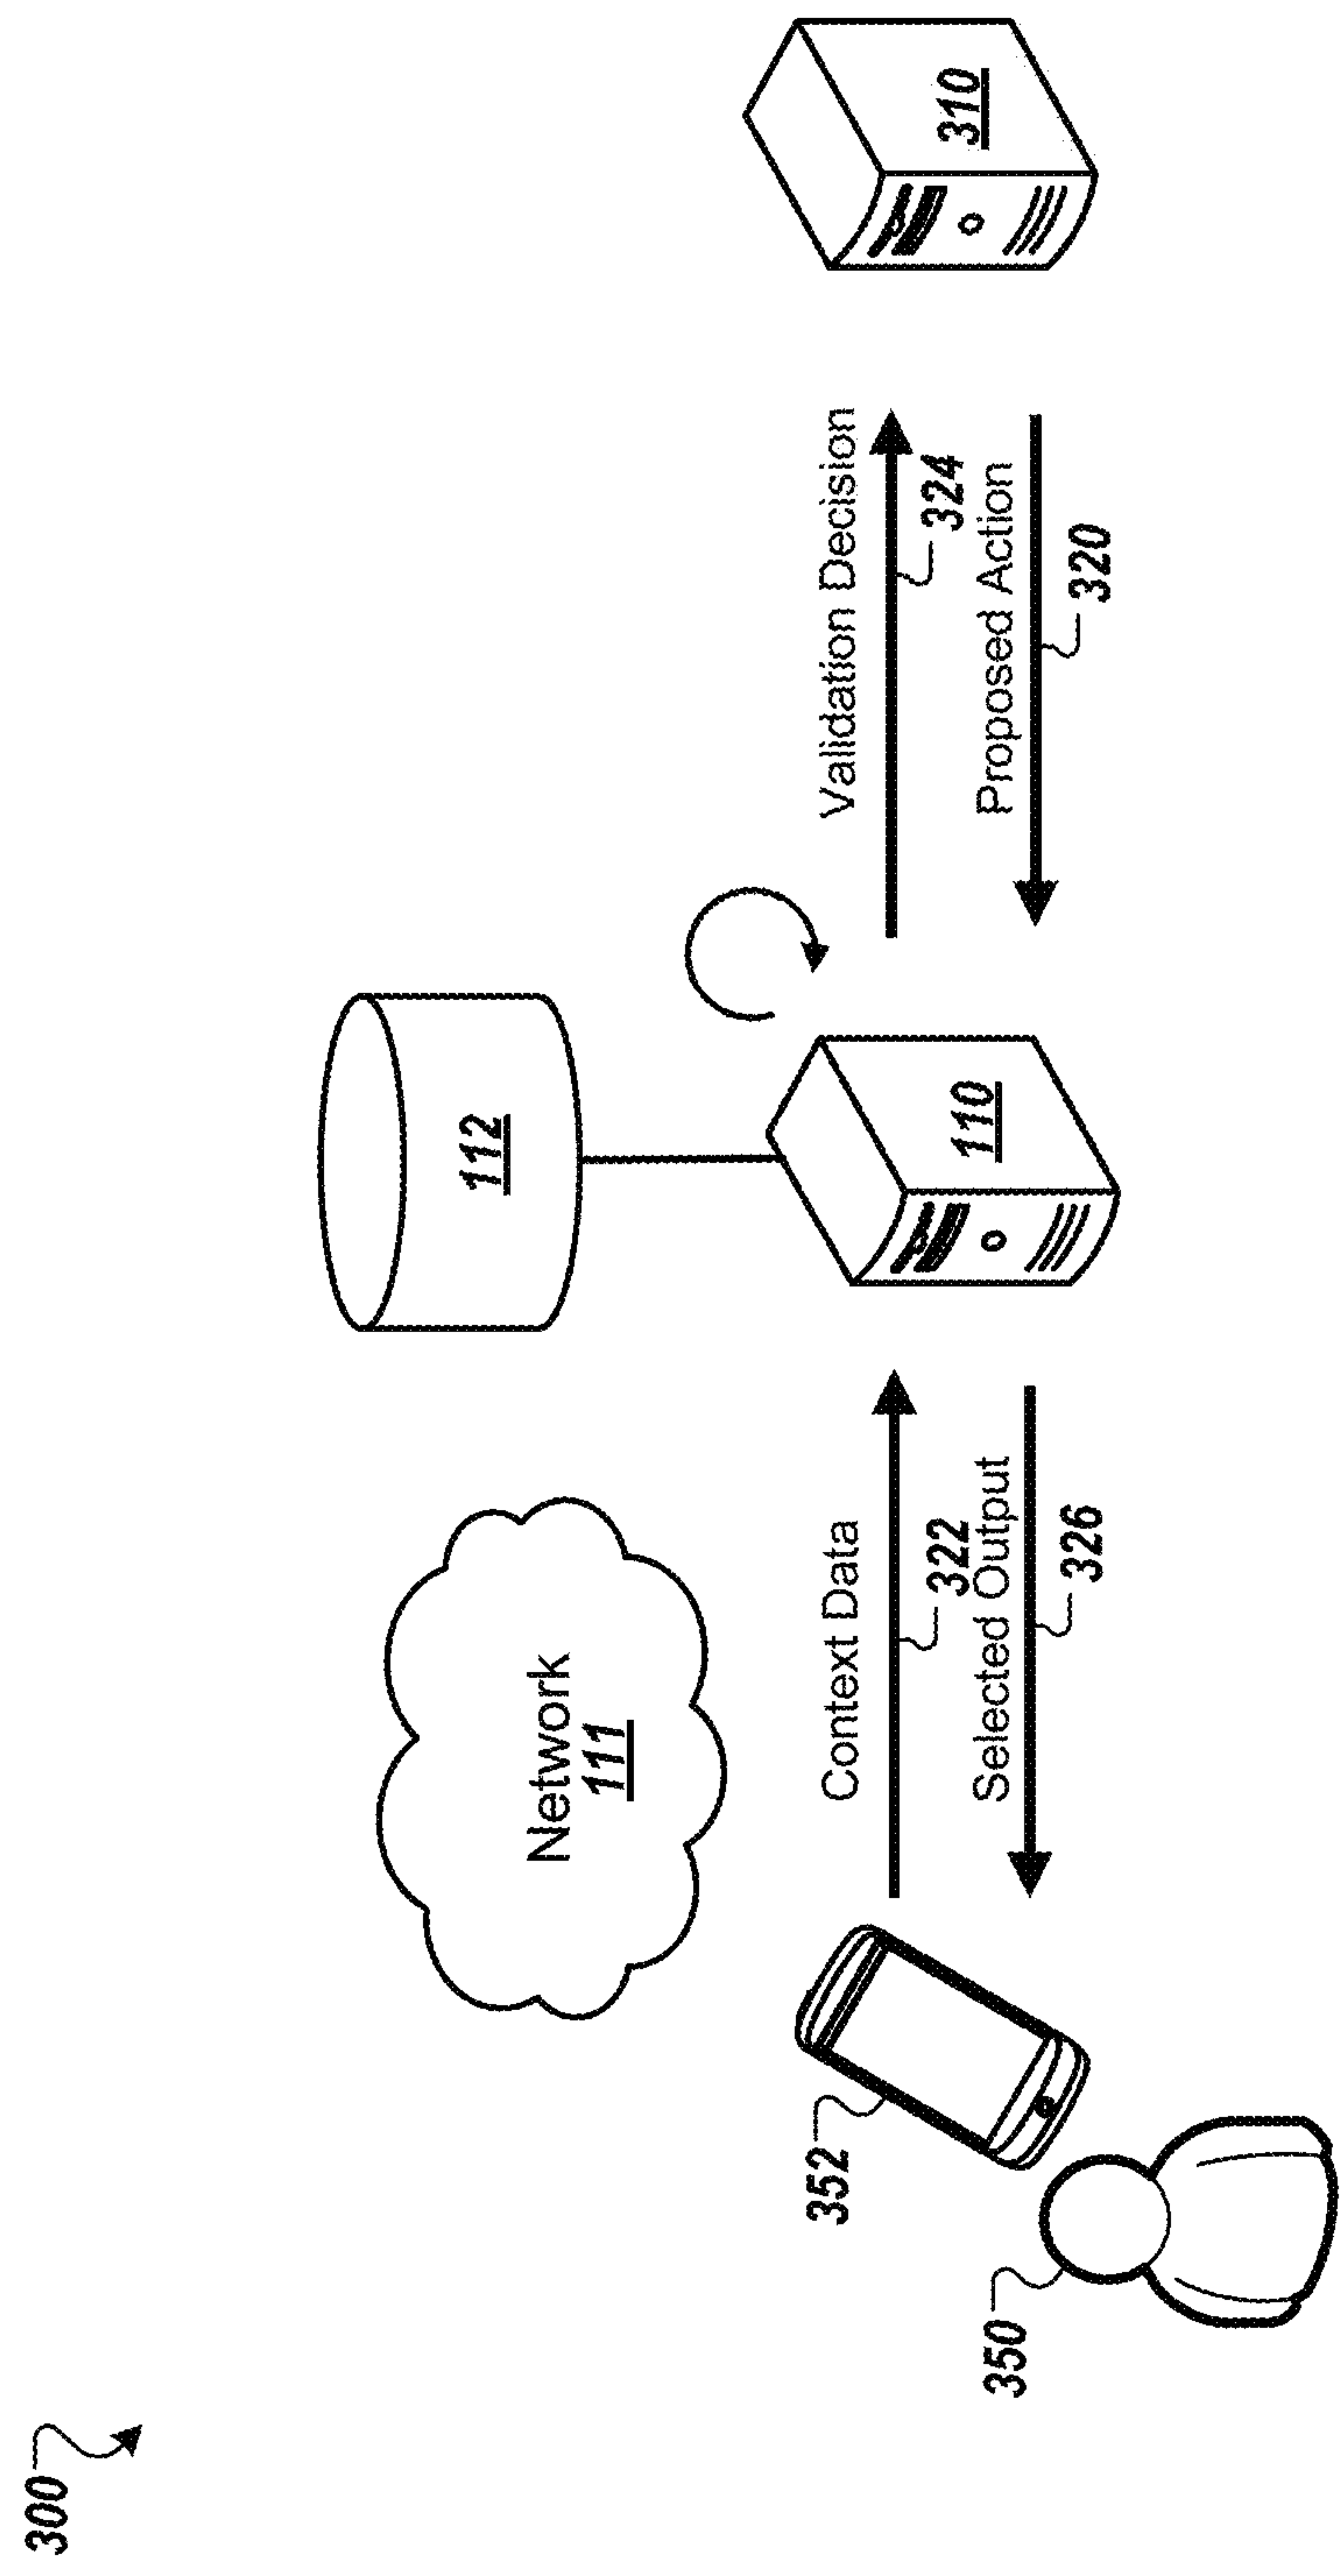 300
Network
111
112
352
350
Context Data
322
Selected Output
326
110
Validation Decision
324
Proposed Action
320
310